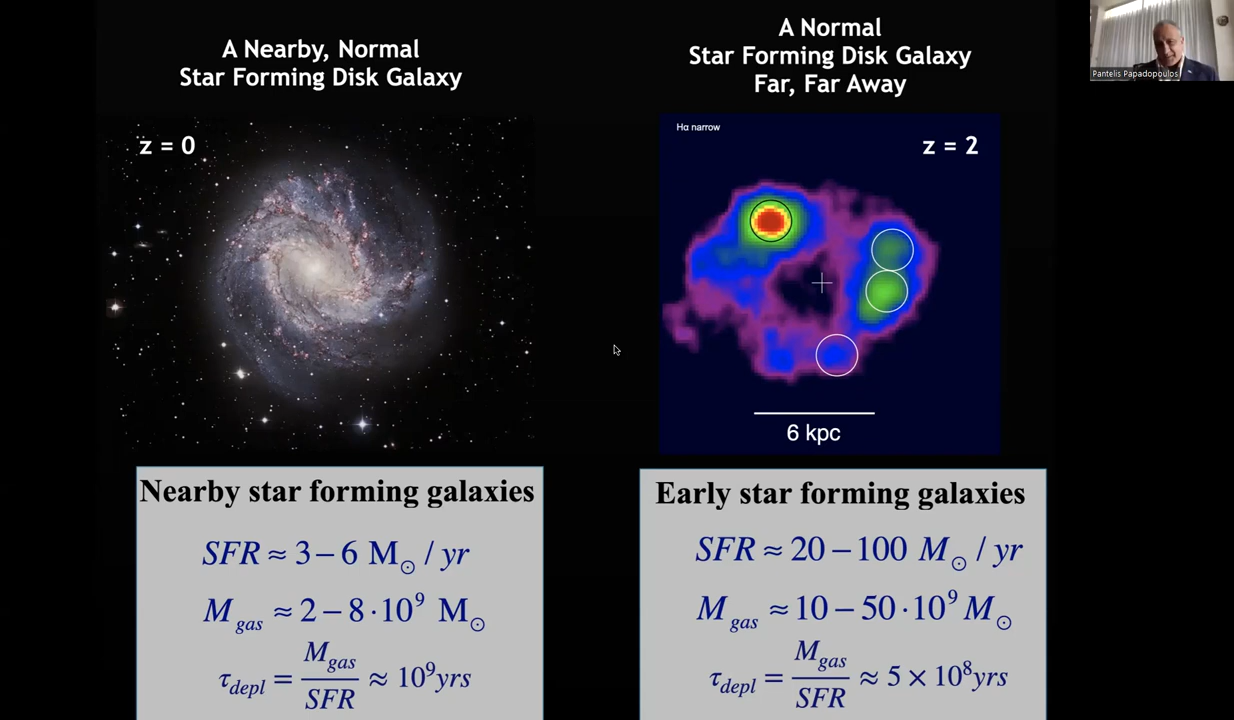 A Nearby, Normal
Star Forming Disk Galaxy
z = 0
A Normal
Star Forming Disk Galaxy
Far, Far Away
Hα narrow
z = 2
6 kpc
Pantelis Papadopoulos
Nearby star forming galaxies
SFR ≈ 3 – 6 M⊙ / yr
M_gas ≈ 2 – 8 · 10⁹ M⊙
τ_depl = M_gas / SFR ≈ 10⁹ yrs
Early star forming galaxies
SFR ≈ 20 – 100 M⊙ / yr
M_gas ≈ 10 – 50 · 10⁹ M⊙
τ_depl = M_gas / SFR ≈ 5 × 10⁸ yrs